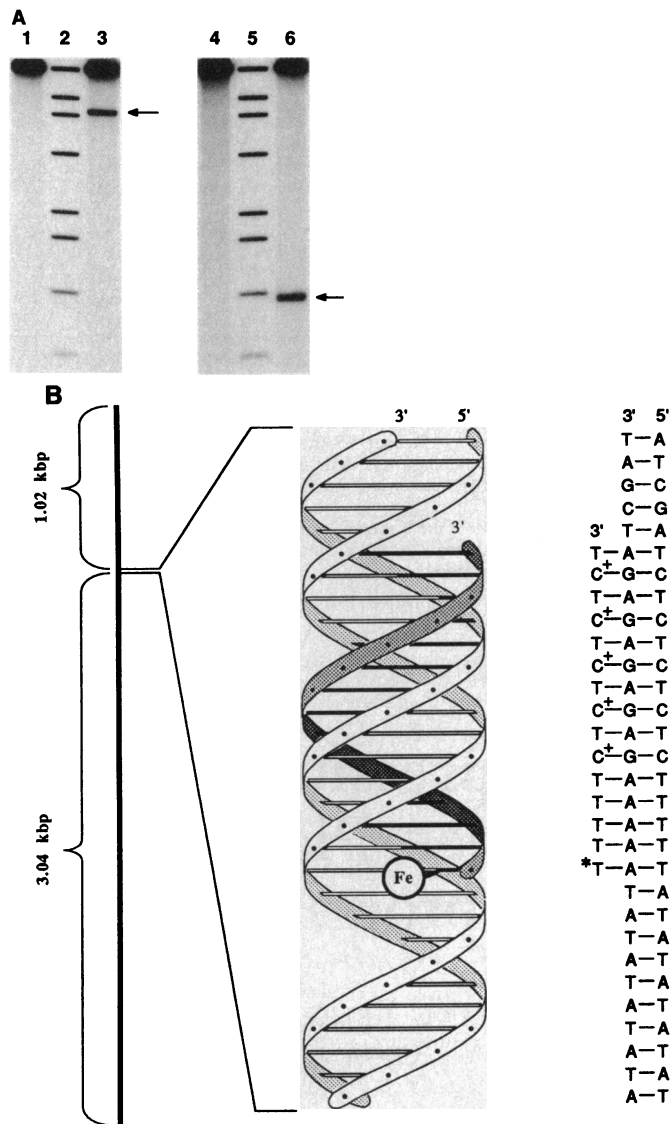 A
1 2 3
4 5 6
B
1.02 kbp
3.04 kbp
3' 5'
3'
Fe
3' 5'
T–A
A–T
G–C
C–G
3' T–A
T–A–T
C⁺–G–C
T–A–T
C⁺–G–C
T–A–T
C⁺–G–C
T–A–T
C⁺–G–C
T–A–T
C⁺–G–C
T–A–T
T–A–T
T–A–T
T–A–T
*T–A–T
T–A
A–T
T–A
A–T
T–A
A–T
T–A
A–T
T–A
A–T